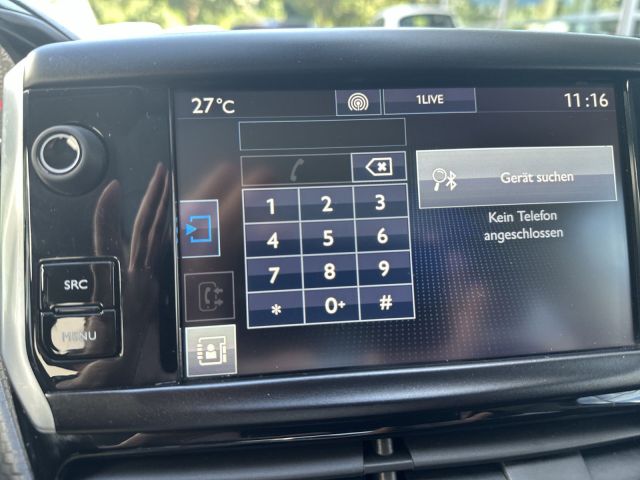 27°C
1LIVE
11:16
Gerät suchen
Kein Telefon
angeschlossen
1 2 3
4 5 6
7 8 9
* 0+ #
SRC
MENU